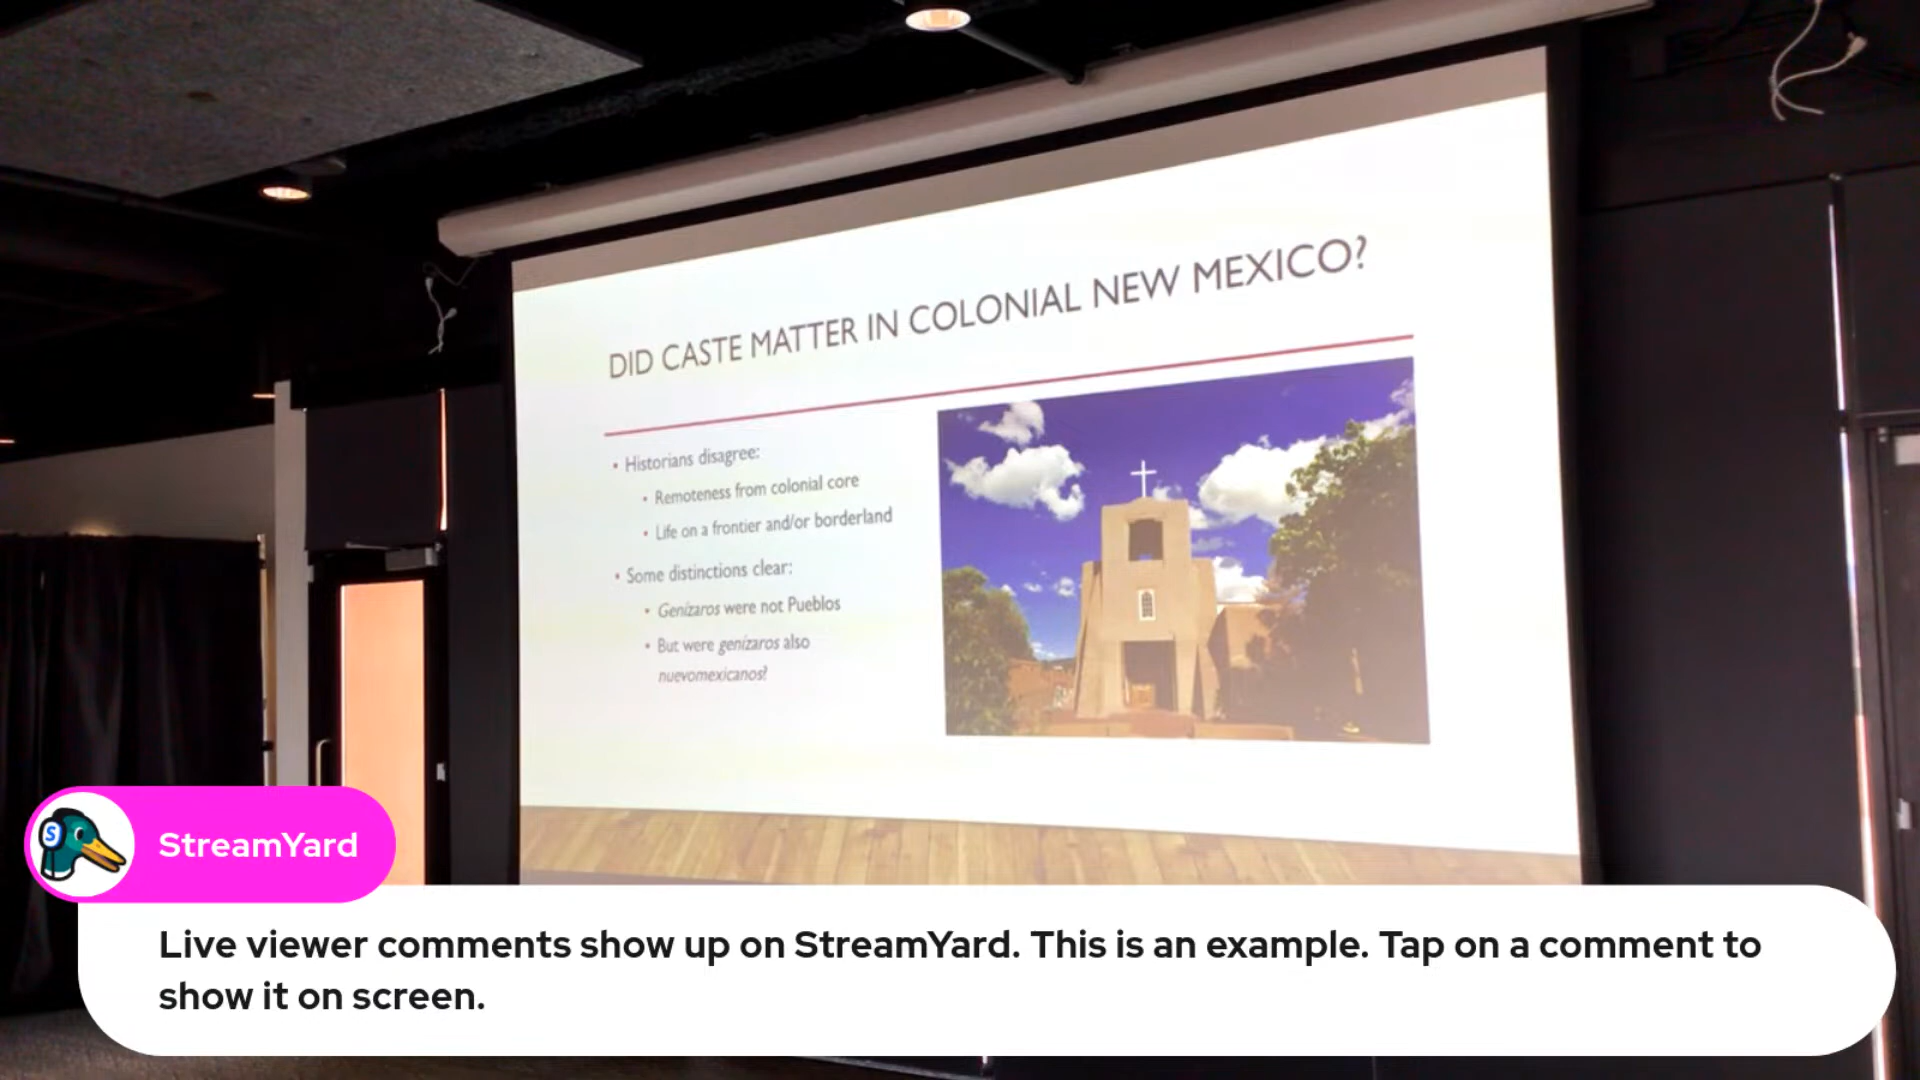 DID CASTE MATTER IN COLONIAL NEW MEXICO?
• Historians disagree:
• Remoteness from colonial core
• Life on a frontier and/or borderland
• Some distinctions clear:
• Genízaros were not Pueblos
• But were genízaros also
nuevomexicanos?
S
StreamYard
Live viewer comments show up on StreamYard. This is an example. Tap on a comment to
show it on screen.